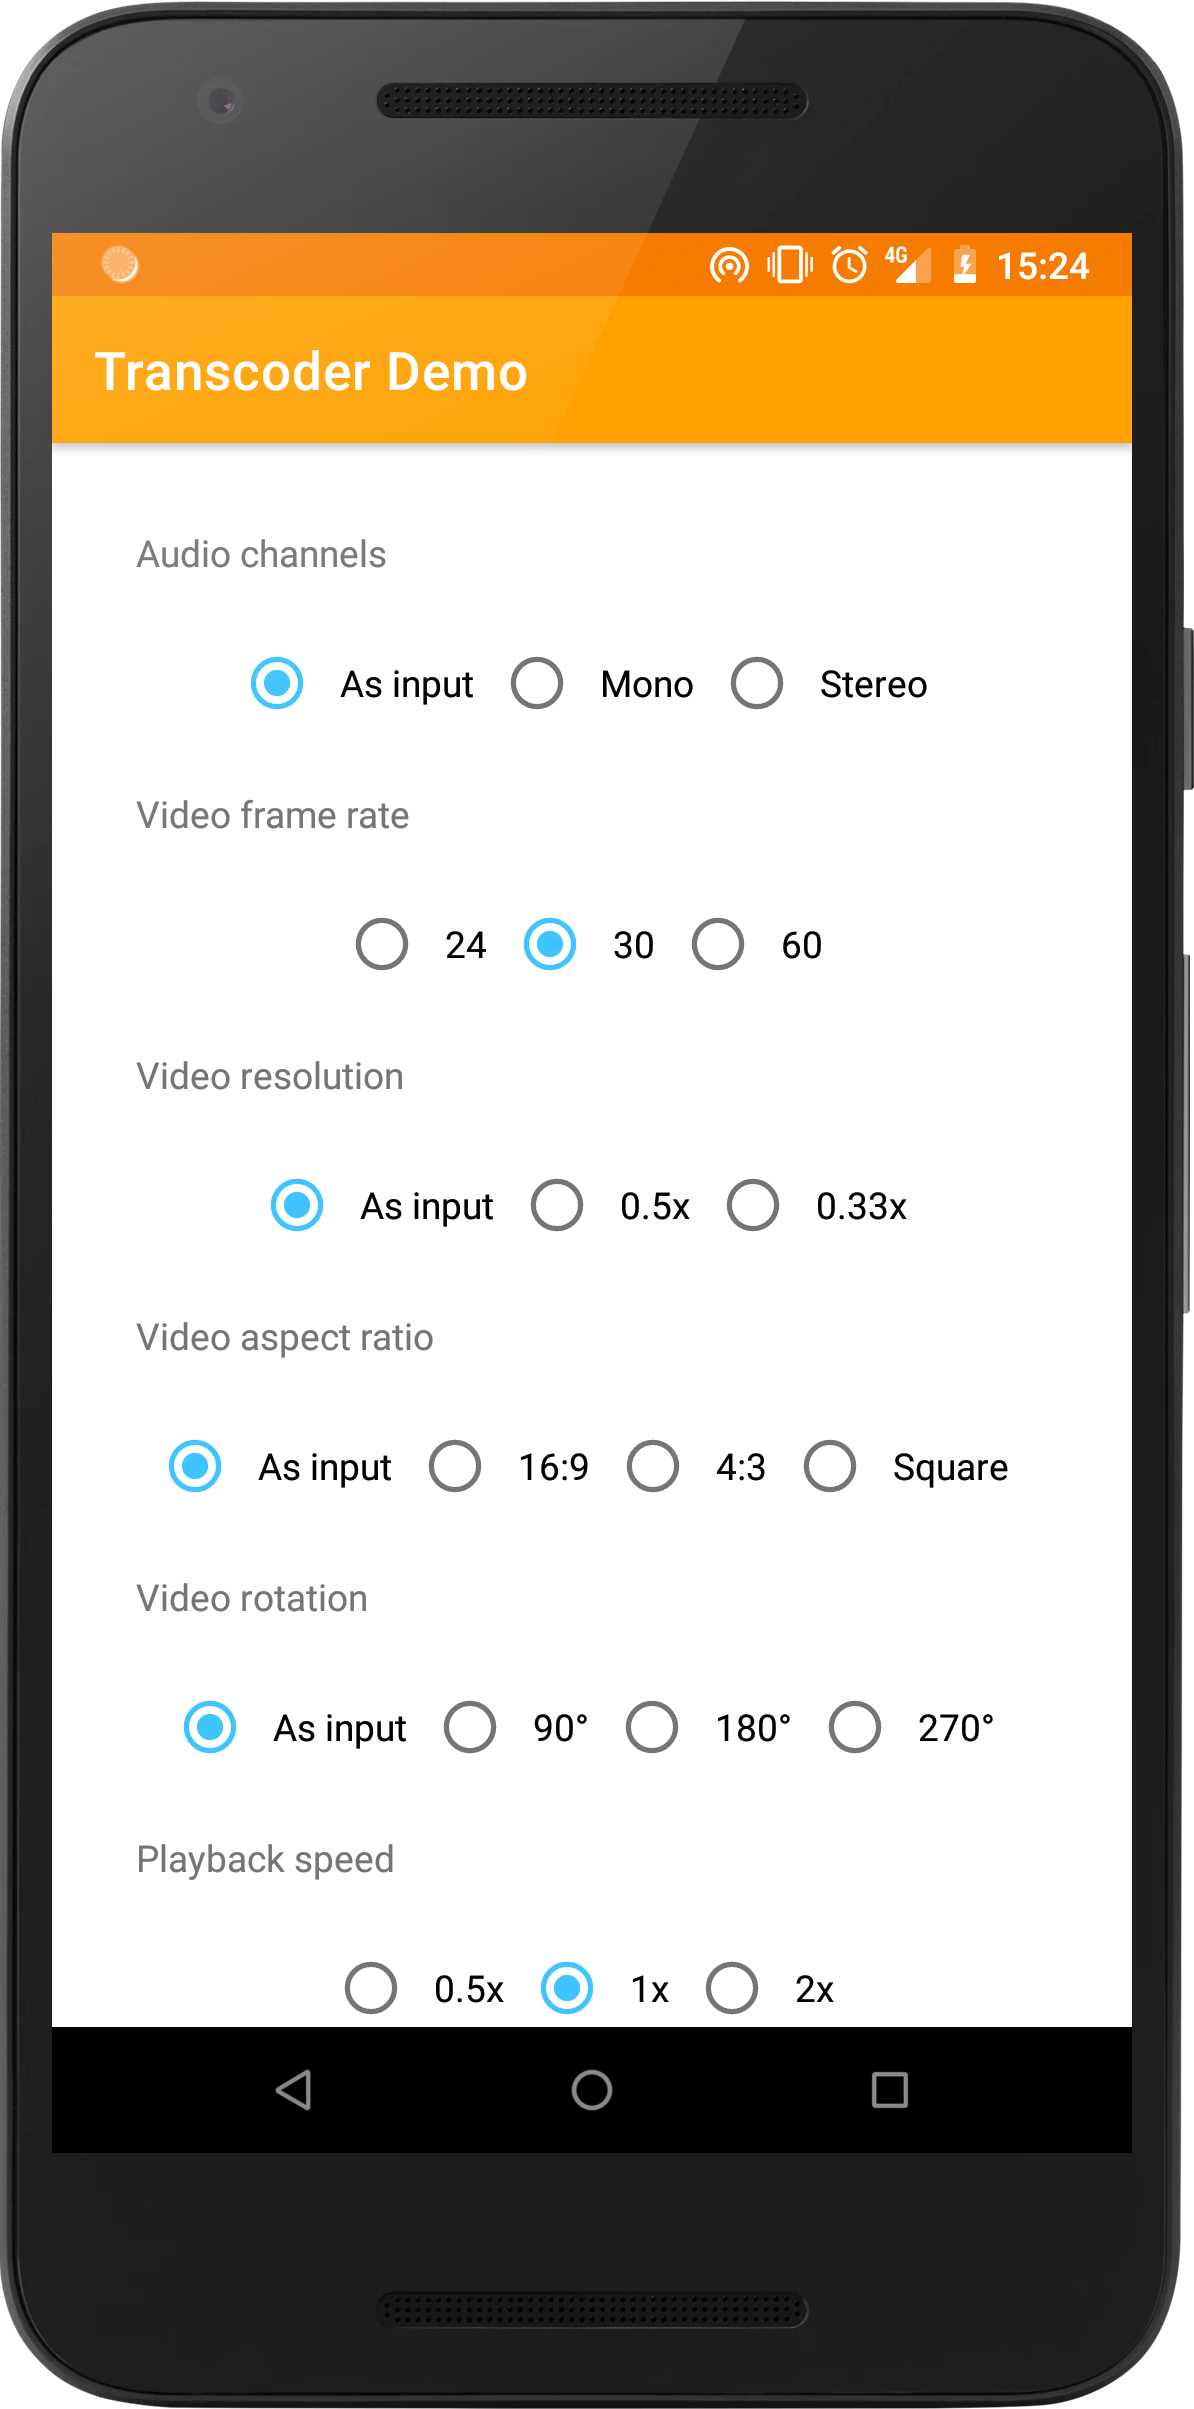 4G 15:24
Transcoder Demo
Audio channels
As input Mono Stereo
Video frame rate
24 30 60
Video resolution
As input 0.5x 0.33x
Video aspect ratio
As input 16:9 4:3 Square
Video rotation
As input 90° 180° 270°
Playback speed
0.5x 1x 2x